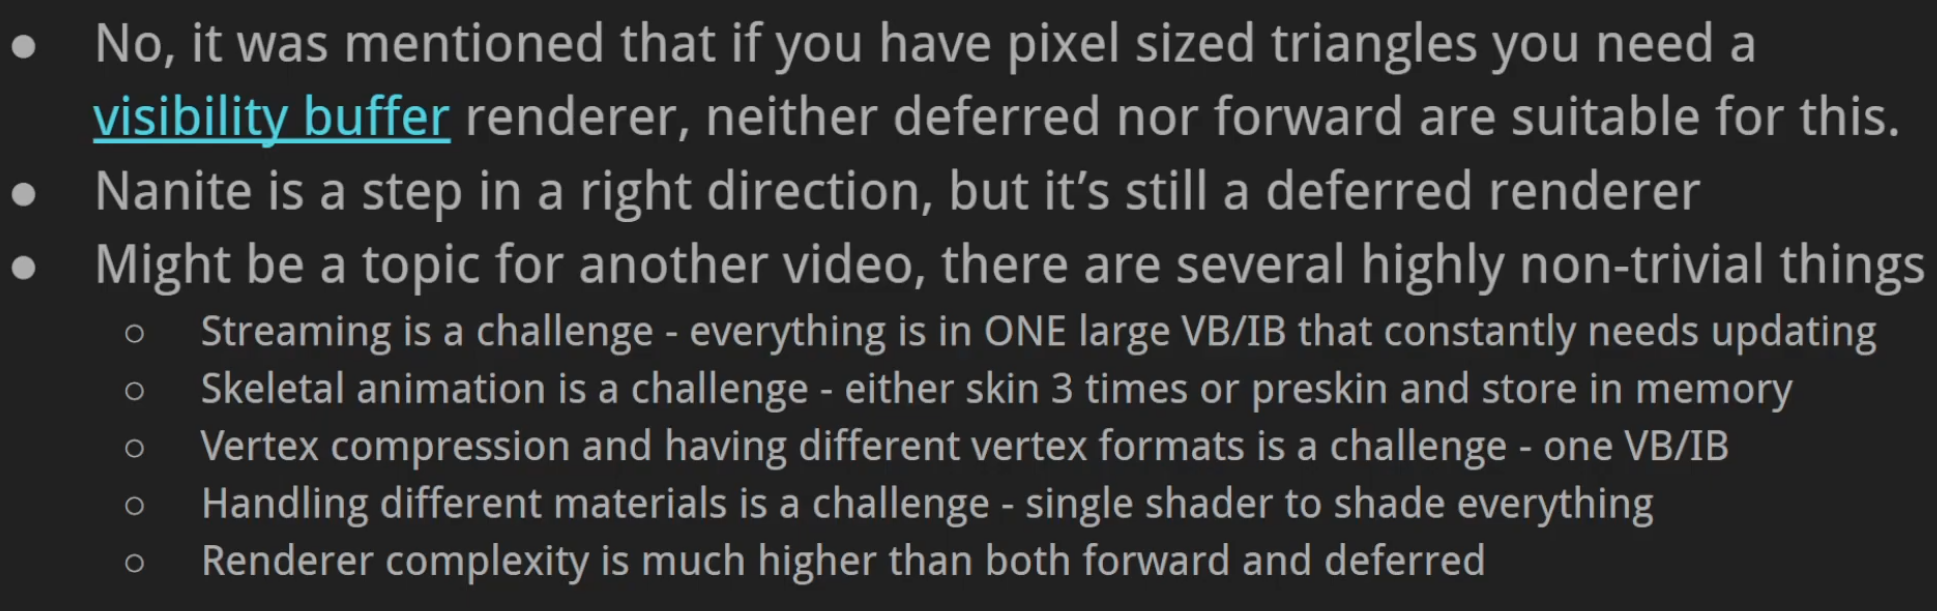 ● No, it was mentioned that if you have pixel sized triangles you need a
visibility buffer renderer, neither deferred nor forward are suitable for this.
● Nanite is a step in a right direction, but it’s still a deferred renderer
● Might be a topic for another video, there are several highly non-trivial things
○ Streaming is a challenge - everything is in ONE large VB/IB that constantly needs updating
○ Skeletal animation is a challenge - either skin 3 times or preskin and store in memory
○ Vertex compression and having different vertex formats is a challenge - one VB/IB
○ Handling different materials is a challenge - single shader to shade everything
○ Renderer complexity is much higher than both forward and deferred